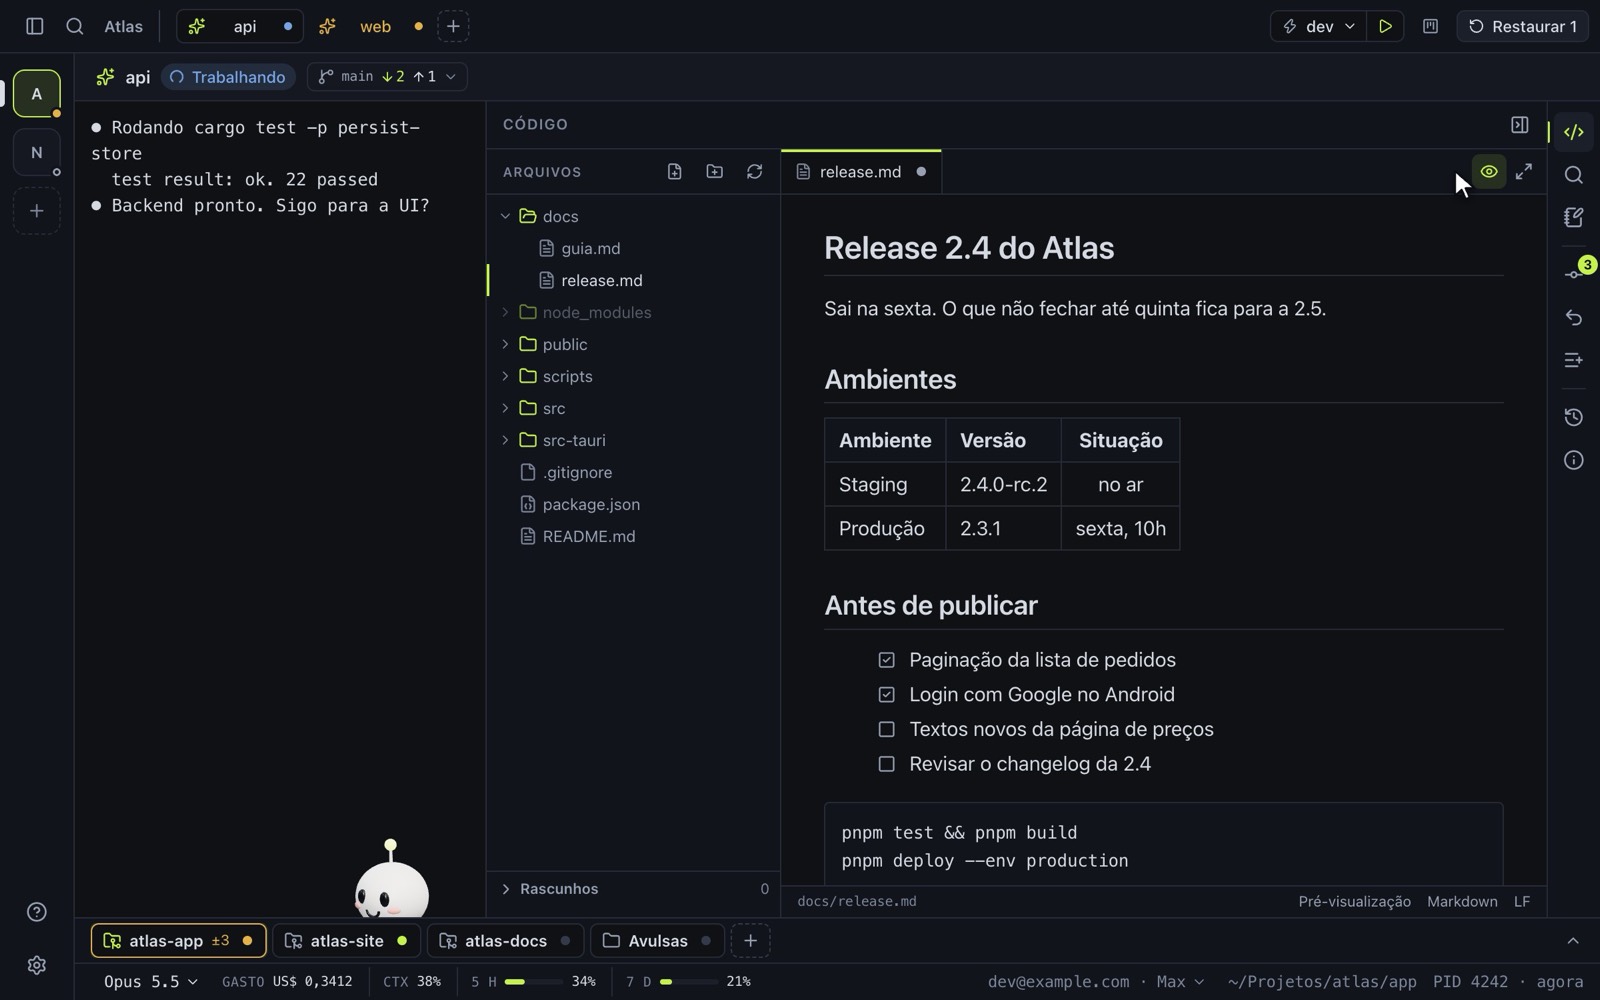 Atlas
api
web
dev
Restaurar 1
A
N
api
Trabalhando
main ↓2 ↑1
● Rodando cargo test -p persist-
store
test result: ok. 22 passed
● Backend pronto. Sigo para a UI?
CÓDIGO
ARQUIVOS
docs
guia.md
release.md
node_modules
public
scripts
src
src-tauri
.gitignore
package.json
README.md
Rascunhos 0
release.md
Release 2.4 do Atlas
Sai na sexta. O que não fechar até quinta fica para a 2.5.
Ambientes
Ambiente Versão Situação
Staging 2.4.0-rc.2 no ar
Produção 2.3.1 sexta, 10h
Antes de publicar
Paginação da lista de pedidos
Login com Google no Android
Textos novos da página de preços
Revisar o changelog da 2.4
pnpm test && pnpm build
pnpm deploy --env production
docs/release.md
Pré-visualização Markdown LF
3
atlas-app ±3
atlas-site
atlas-docs
Avulsas
Opus 5.5
GASTO US$ 0,3412
CTX 38%
5 H 34%
7 D 21%
dev@example.com · Max
~/Projetos/atlas/app PID 4242 · agora